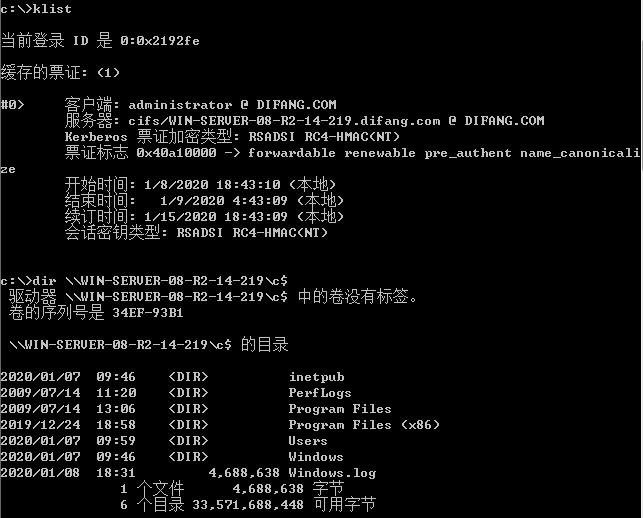 c:\>klist
当前登录 ID 是 0:0x2192fe
缓存的票证: (1)
#0> 客户端: administrator @ DIFANG.COM
服务器: cifs/WIN-SERVER-08-R2-14-219.difang.com @ DIFANG.COM
Kerberos 票证加密类型: RSADSI RC4-HMAC(NT)
票证标志 0x40a10000 -> forwardable renewable pre_authent name_canonicali
ze
开始时间: 1/8/2020 18:43:10 (本地)
结束时间: 1/9/2020 4:43:09 (本地)
续订时间: 1/15/2020 18:43:09 (本地)
会话密钥类型: RSADSI RC4-HMAC(NT)
c:\>dir \\WIN-SERVER-08-R2-14-219\c$
驱动器 \\WIN-SERVER-08-R2-14-219\c$ 中的卷没有标签。
卷的序列号是 34EF-93B1
\\WIN-SERVER-08-R2-14-219\c$ 的目录
2020/01/07 09:46 <DIR> inetpub
2009/07/14 11:20 <DIR> PerfLogs
2009/07/14 13:06 <DIR> Program Files
2019/12/24 18:58 <DIR> Program Files (x86)
2020/01/07 09:59 <DIR> Users
2020/01/07 09:46 <DIR> Windows
2020/01/08 18:31 4,688,638 Windows.log
1 个文件 4,688,638 字节
6 个目录 33,571,688,448 可用字节